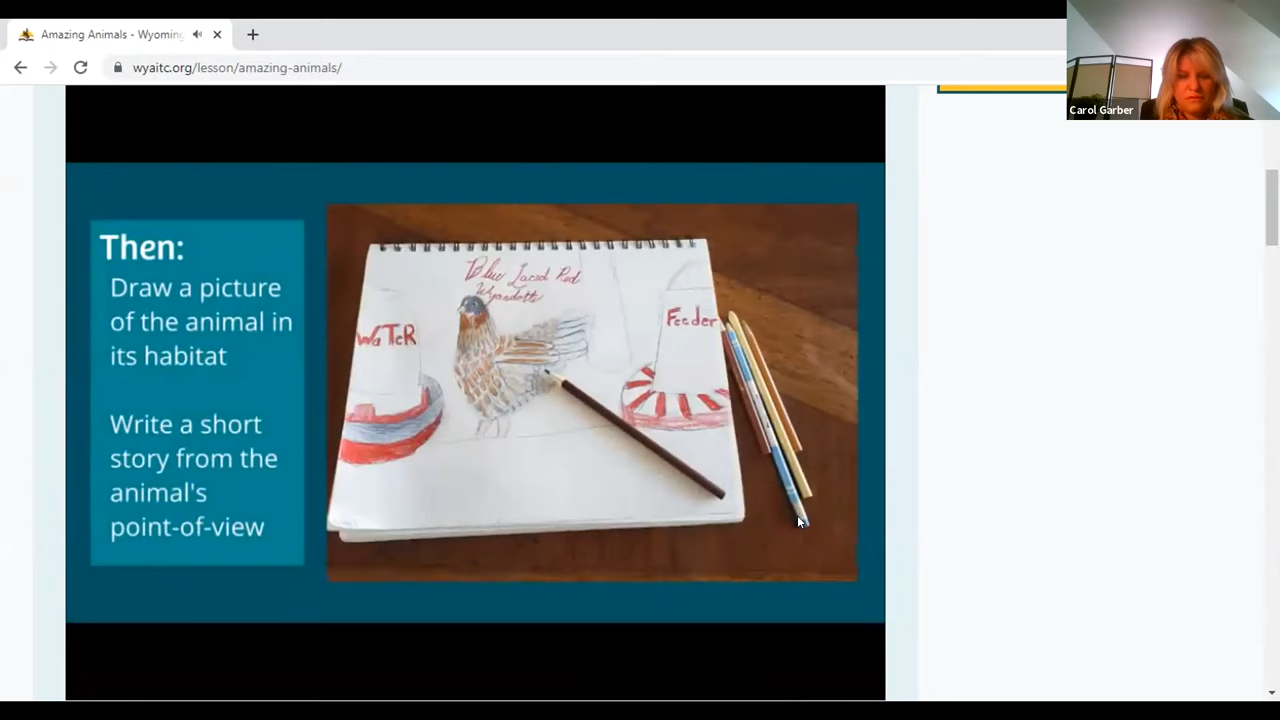 Amazing Animals - Wyoming
wyaitc.org/lesson/amazing-animals/
Carol Garber
Then:
Draw a picture
of the animal in
its habitat
Write a short
story from the
animal's
point-of-view
Blue Laced Red
Wyandotte
WaTeR
Feeder